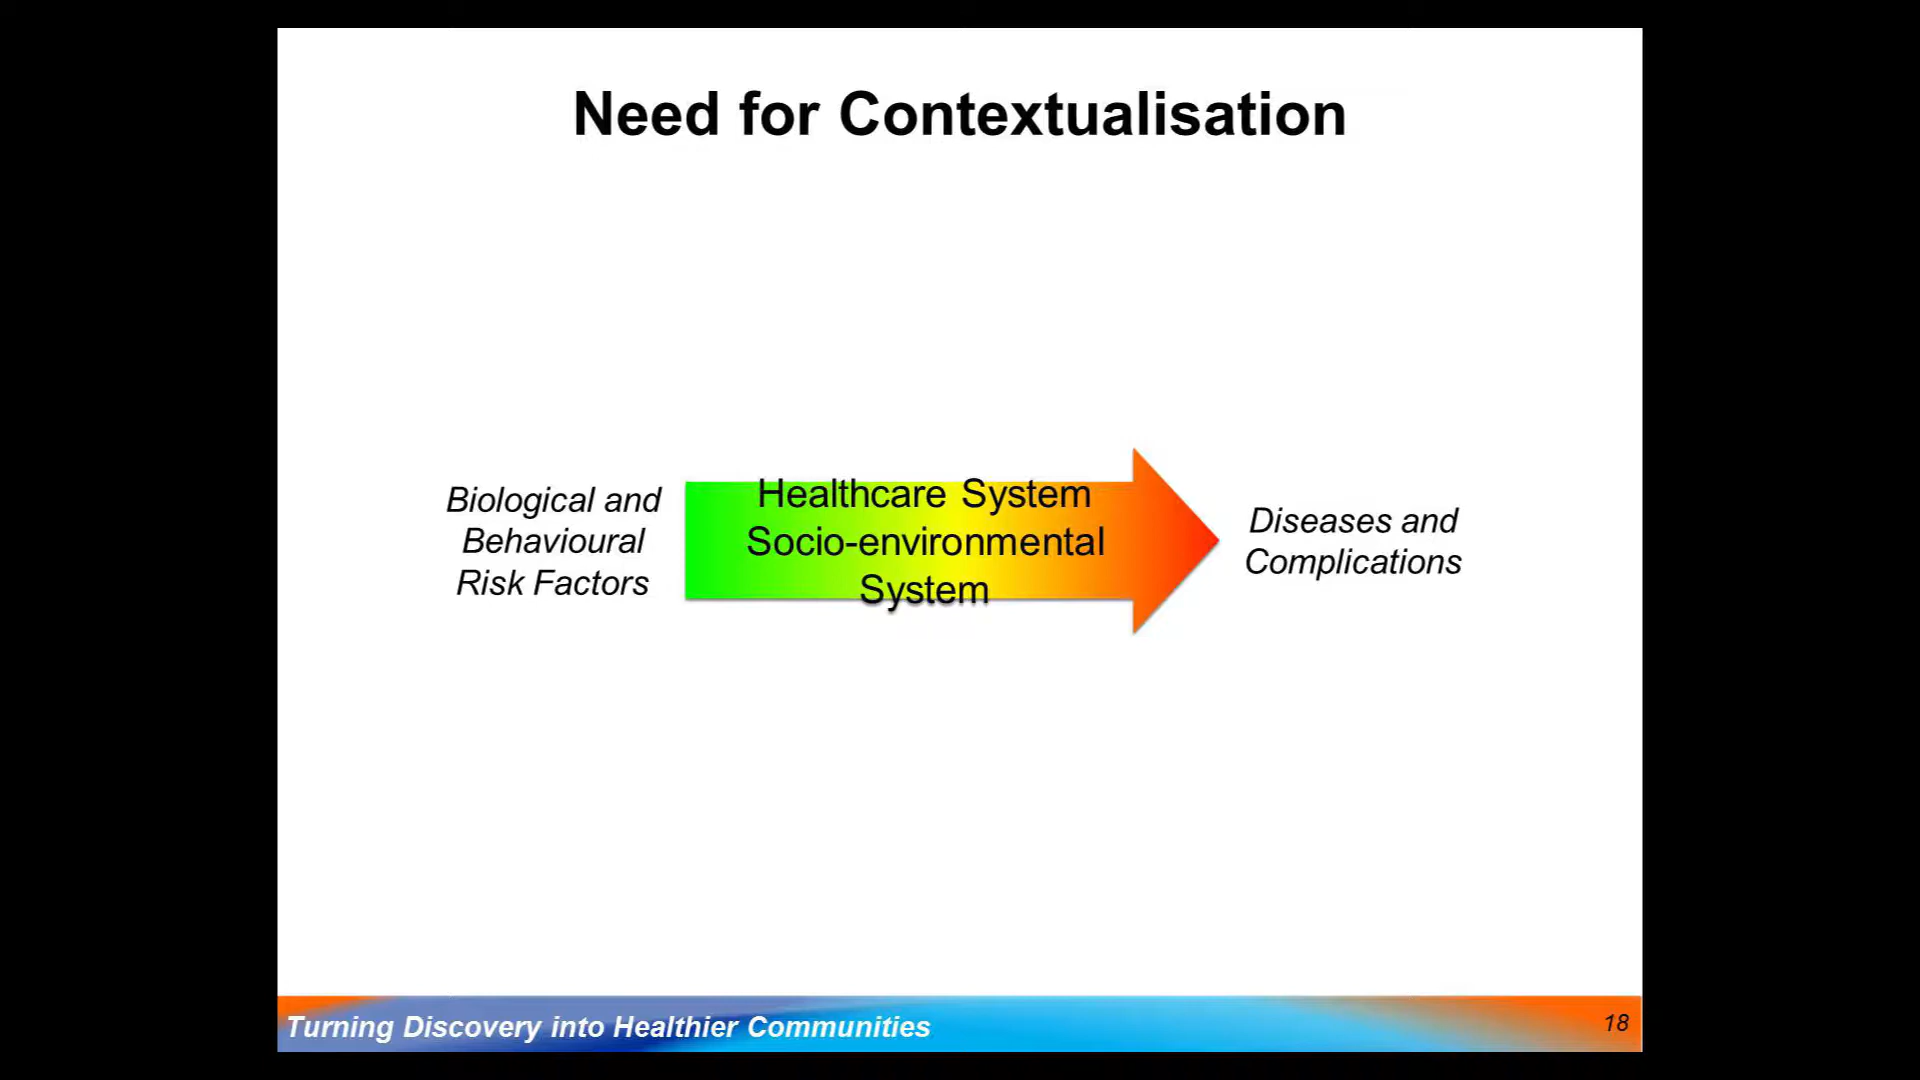 Need for Contextualisation
Biological and
Behavioural
Risk Factors
Healthcare System
Socio-environmental
System
Diseases and
Complications
Turning Discovery into Healthier Communities
18